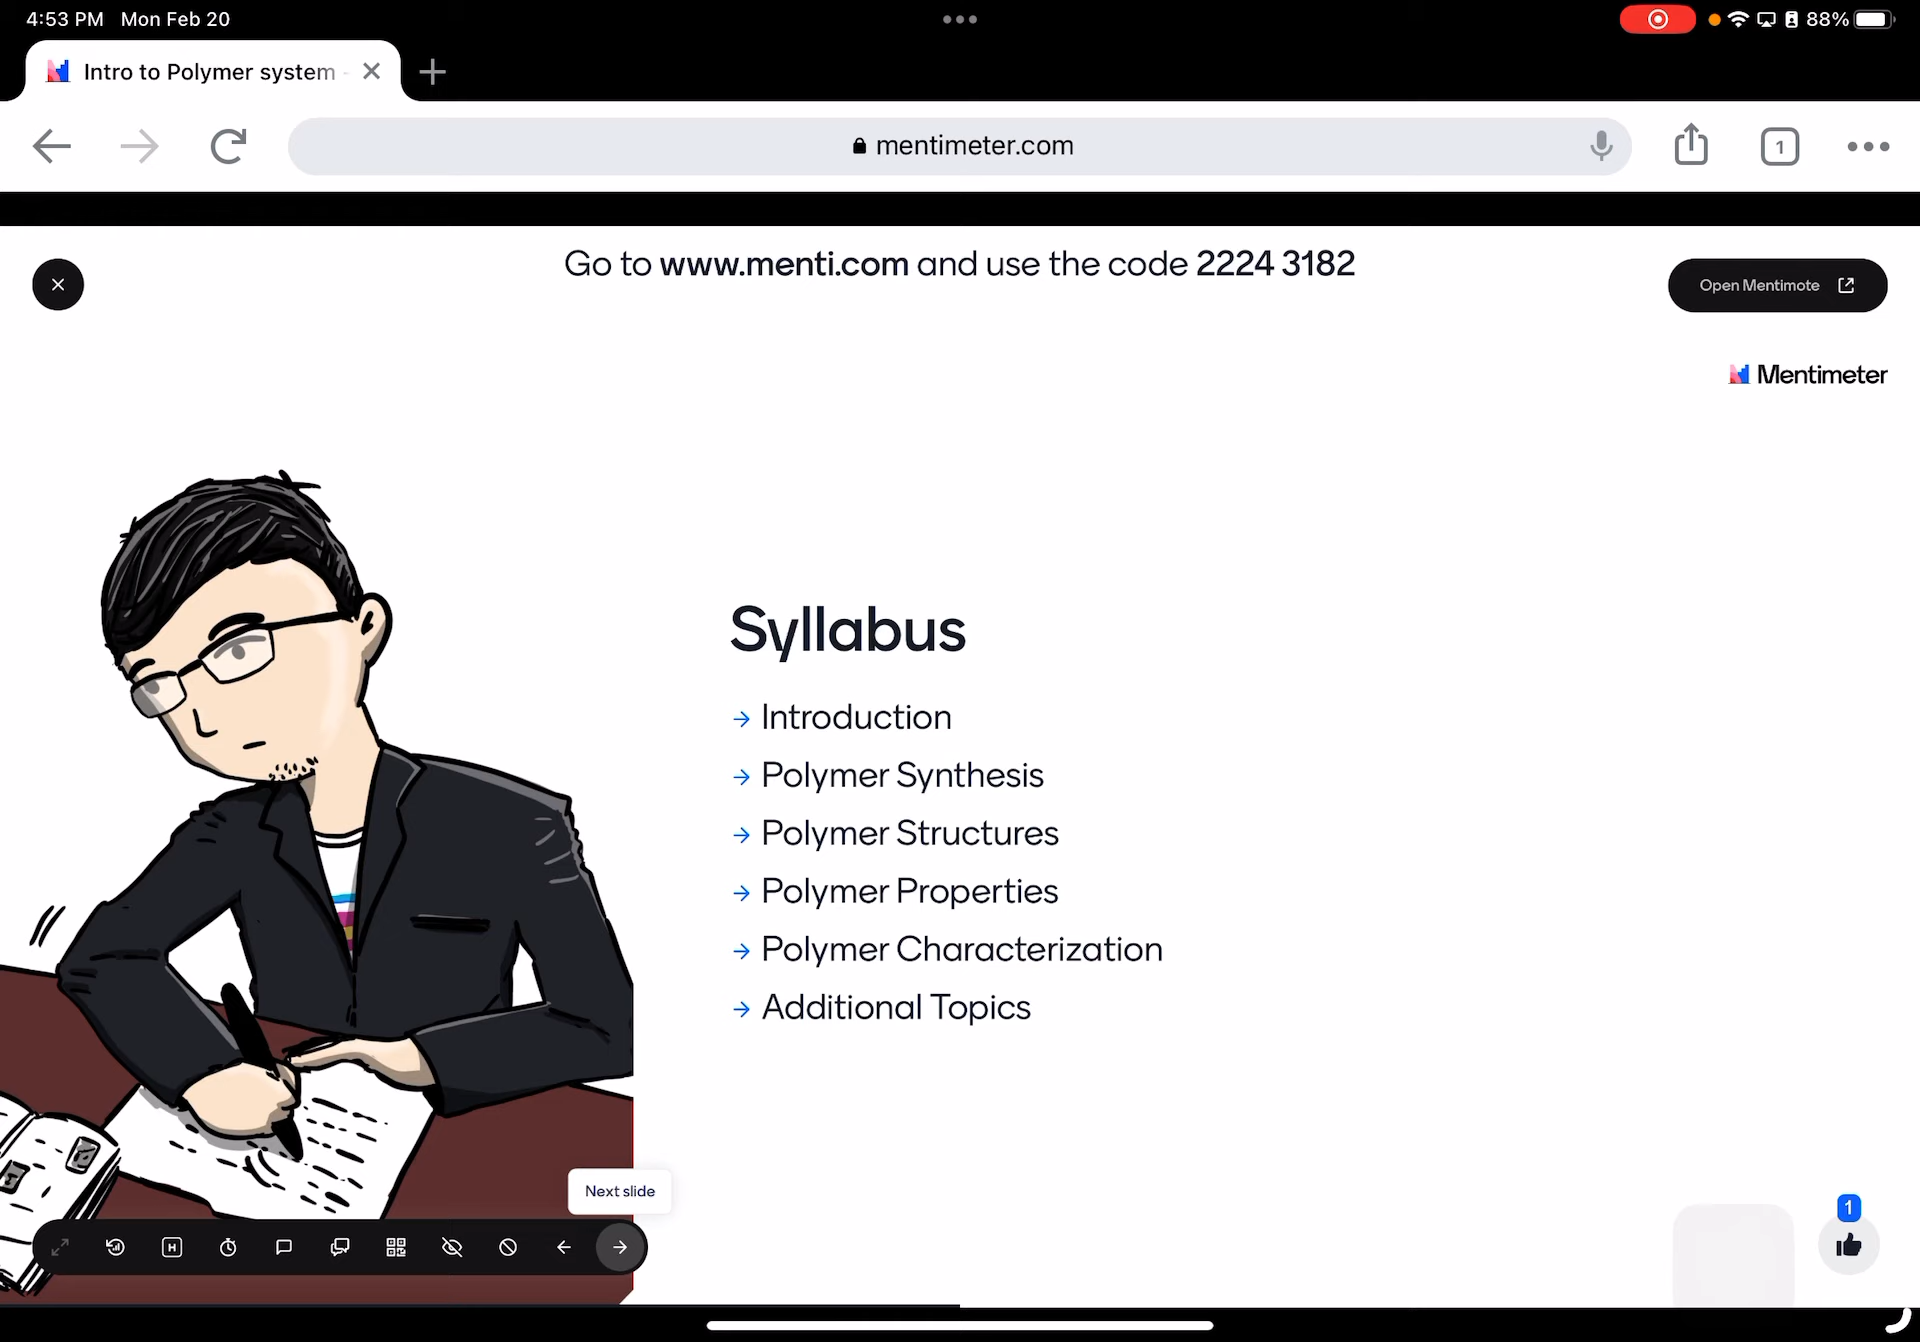 4:53 PM Mon Feb 20
88%
Intro to Polymer system -
mentimeter.com
1
Go to www.menti.com and use the code 2224 3182
Open Mentimote
Mentimeter
Syllabus
→ Introduction
→ Polymer Synthesis
→ Polymer Structures
→ Polymer Properties
→ Polymer Characterization
→ Additional Topics
Next slide
H
1